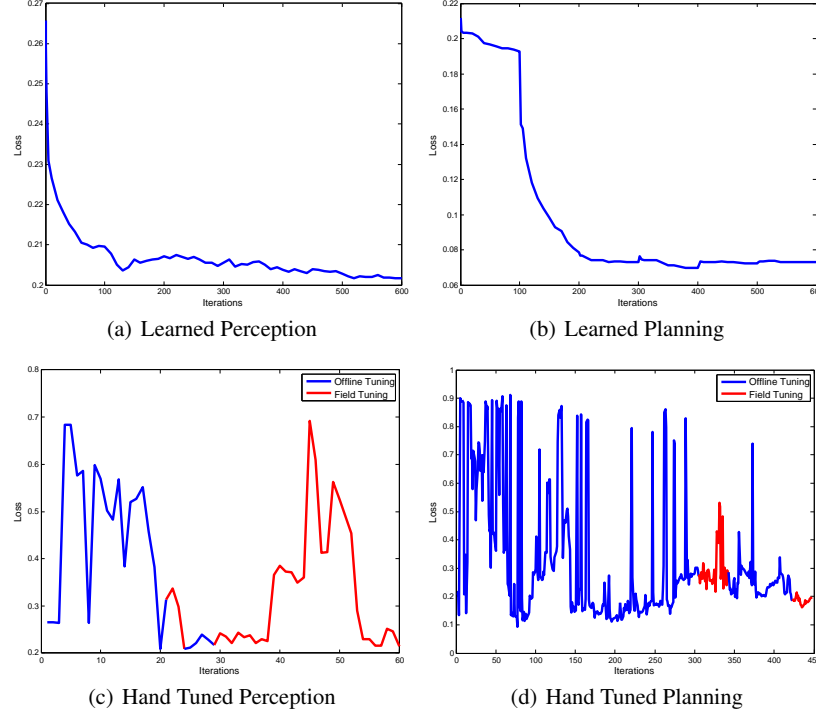 0.27
0.26
0.25
0.24
0.23
0.22
0.21
0.2
Loss
0 100 200 300 400 500 600
Iterations
(a) Learned Perception
0.22
0.2
0.18
0.16
0.14
0.12
0.1
0.08
0.06
Loss
0 100 200 300 400 500 600
Iterations
(b) Learned Planning
0.8
0.7
0.6
0.5
0.4
0.3
0.2
Loss
Offline Tuning
Field Tuning
0 10 20 30 40 50 60
Iterations
(c) Hand Tuned Perception
1
0.9
0.8
0.7
0.6
0.5
0.4
0.3
0.2
0.1
0
Loss
Offline Tuning
Field Tuning
0 50 100 150 200 250 300 350 400 450
Iterations
(d) Hand Tuned Planning